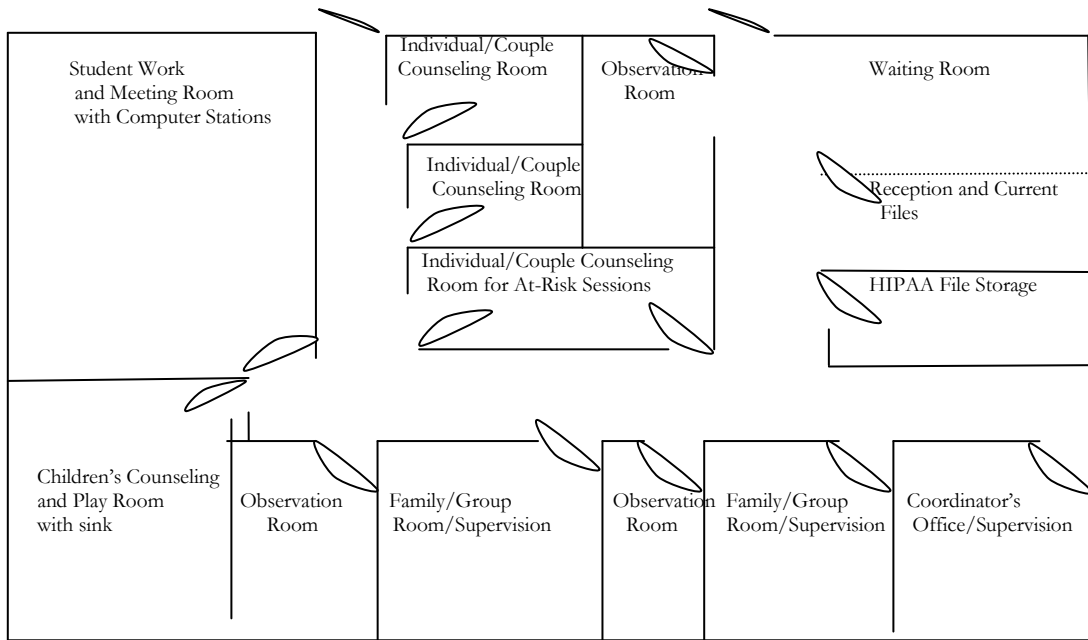 Student Work
and Meeting Room
with Computer Stations
Individual/Couple
Counseling Room
Observation
Room
Waiting Room
Individual/Couple
Counseling Room
Reception and Current
Files
Individual/Couple Counseling
Room for At-Risk Sessions
HIPAA File Storage
Children's Counseling
and Play Room
with sink
Observation
Room
Family/Group
Room/Supervision
Observation
Room
Family/Group
Room/Supervision
Coordinator's
Office/Supervision